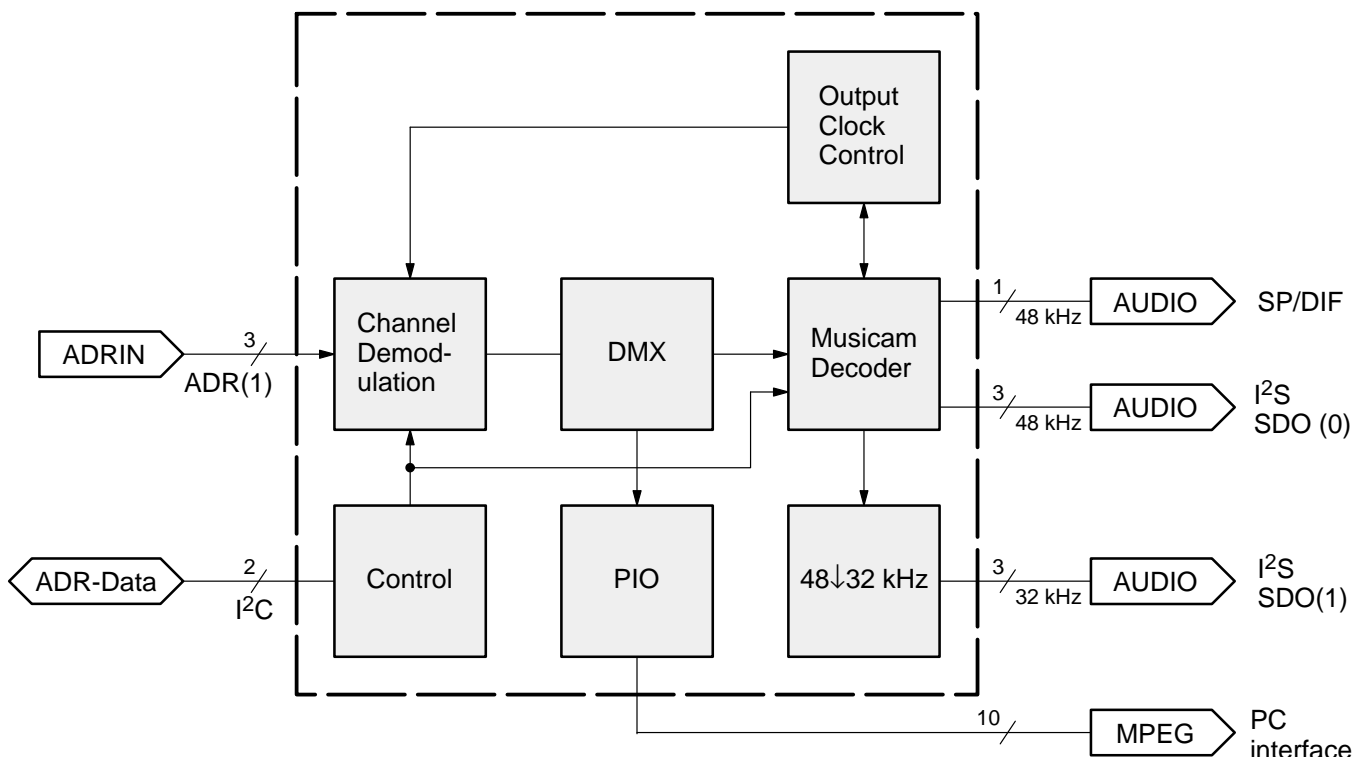 Output
Clock
Control
Channel
Demod-
ulation
DMX
Musicam
Decoder
1
48 kHz
AUDIO
SP/DIF
ADRIN
3
ADR(1)
3
48 kHz
AUDIO
I²S
SDO (0)
ADR-Data
2
I²C
Control
PIO
48↓32 kHz
3
32 kHz
AUDIO
I²S
SDO(1)
10
MPEG
PC
interface